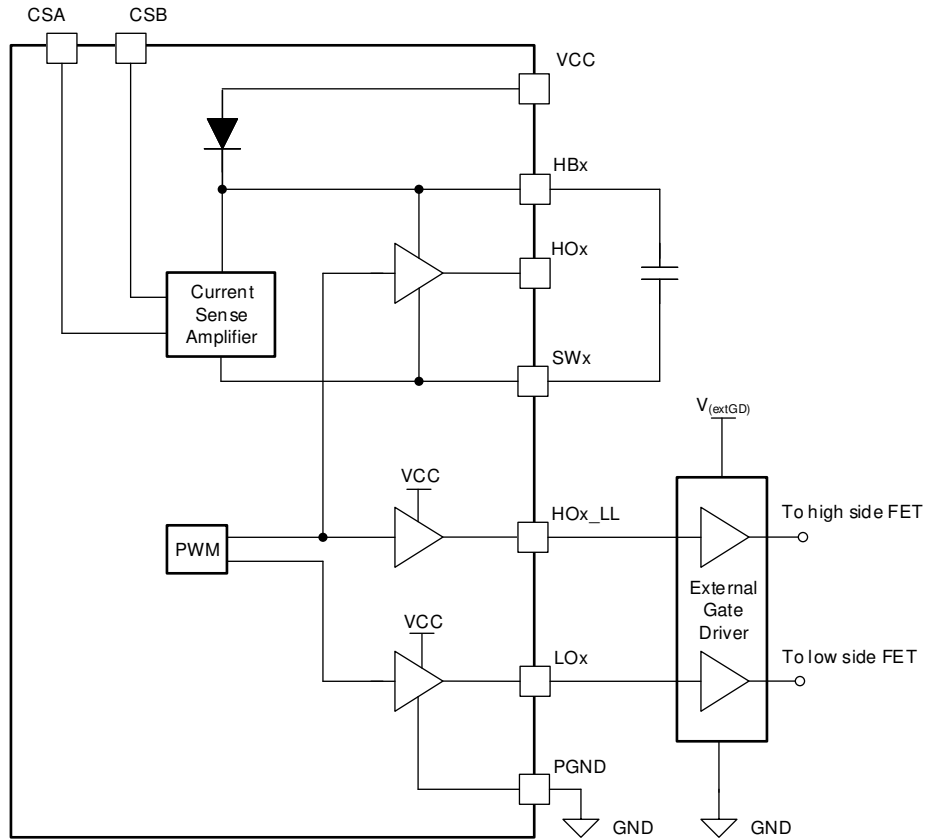 CSA
CSB
VCC
HBx
HOx
Current
Sense
Amplifier
SWx
V(extGD)
VCC
HOx_LL
To high side FET
PWM
External
Gate
Driver
VCC
LOx
To low side FET
PGND
GND
GND